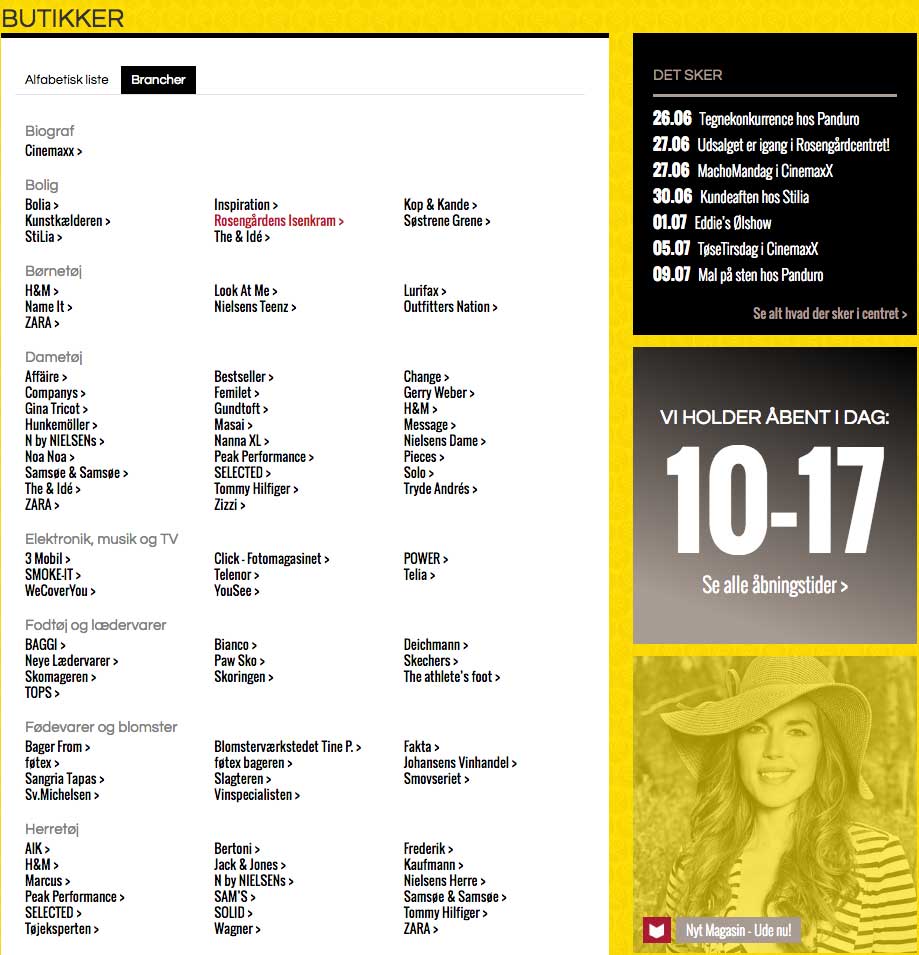 BUTIKKER
Alfabetisk liste Brancher
Biograf
Cinemaxx >
Bolig
Bolia > Inspiration > Kop & Kande >
Kunstkælderen > Rosengårdens Isenkram > Søstrene Grene >
StiLia > The & Idé >
Børnetøj
H&M > Look At Me > Lurifax >
Name It > Nielsens Teenz > Outfitters Nation >
ZARA >
Dametøj
Affäire > Bestseller > Change >
Companys > Femilet > Gerry Weber >
Gina Tricot > Gundtoft > H&M >
Hunkemöller > Masai > Message >
N by NIELSENs > Nanna XL > Nielsens Dame >
Noa Noa > Peak Performance > Pieces >
Samsøe & Samsøe > SELECTED > Solo >
The & Idé > Tommy Hilfiger > Tryde Andrés >
ZARA > Zizzi >
Elektronik, musik og TV
3 Mobil > Click - Fotomagasinet > POWER >
SMOKE-IT > Telenor > Telia >
WeCoverYou > YouSee >
Fodtøj og lædervarer
BAGGI > Bianco > Deichmann >
Neye Lædervarer > Paw Sko > Skechers >
Skomageren > Skoringen > The athlete's foot >
TOPS >
Fødevarer og blomster
Bager From > Blomsterværkstedet Tine P. > Fakta >
føtex > føtex bageren > Johansens Vinhandel >
Sangria Tapas > Slagteren > Smovseriet >
Sv.Michelsen > Vinspecialisten >
Herretøj
AIK > Bertoni > Frederik >
H&M > Jack & Jones > Kaufmann >
Marcus > N by NIELSENs > Nielsens Herre >
Peak Performance > SAM'S > Samsøe & Samsøe >
SELECTED > SOLID > Tommy Hilfiger >
Tøjeksperten > Wagner > ZARA >
DET SKER
26.06 Tegnekonkurrence hos Panduro
27.06 Udsalget er igang i Rosengårdcentret!
27.06 MachoMandag i CinemaxX
30.06 Kundeaften hos Stilia
01.07 Eddie's Ølshow
05.07 TøseTirsdag i CinemaxX
09.07 Mal på sten hos Panduro
Se alt hvad der sker i centret >
VI HOLDER ÅBENT I DAG:
10-17
Se alle åbningstider >
Nyt Magasin - Ude nu!